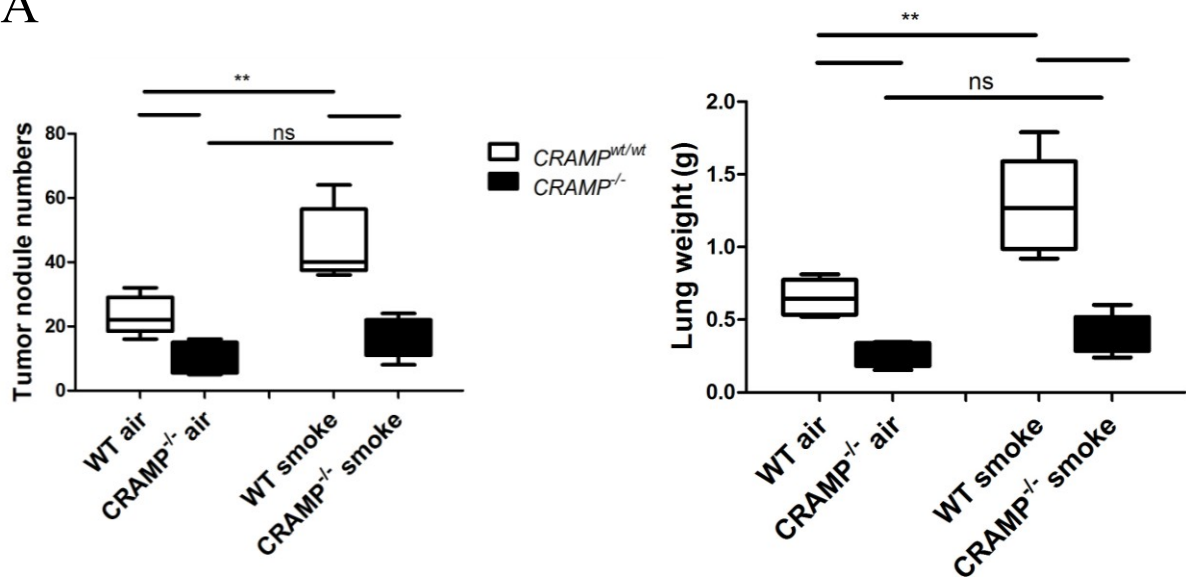 A
**
ns
80
60
40
20
0
Tumor nodule numbers
WT air
CRAMP-/- air
WT smoke
CRAMP-/- smoke
CRAMPwt/wt
CRAMP-/-
**
ns
2.0
1.5
1.0
0.5
0.0
Lung weight (g)
WT air
CRAMP-/- air
WT smoke
CRAMP-/- smoke